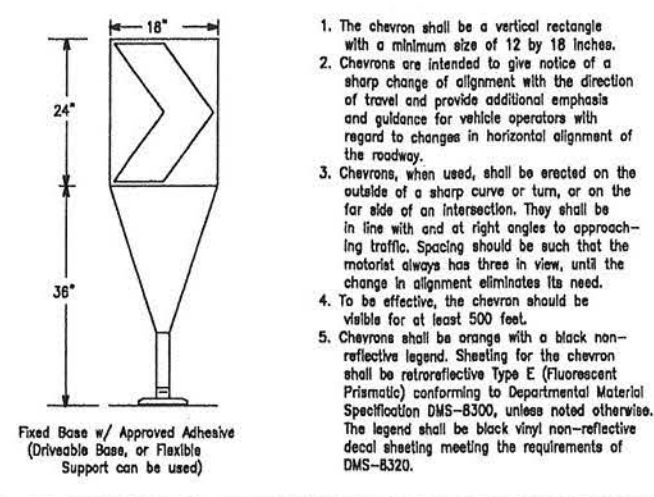 18"
24"
36"
Fixed Base w/ Approved Adhesive
(Driveable Base, or Flexible
Support can be used)
1. The chevron shall be a vertical rectangle
with a minimum size of 12 by 18 inches.
2. Chevrons are intended to give notice of a
sharp change of alignment with the direction
of travel and provide additional emphasis
and guidance for vehicle operators with
regard to changes in horizontal alignment of
the roadway.
3. Chevrons, when used, shall be erected on the
outside of a sharp curve or turn, or on the
far side of an intersection. They shall be
in line with and at right angles to approach-
ing traffic. Spacing should be such that the
motorist always has three in view, until the
change in alignment eliminates its need.
4. To be effective, the chevron should be
visible for at least 500 feet.
5. Chevrons shall be orange with a black non-
reflective legend. Sheeting for the chevron
shall be retroreflective Type E (Fluorescent
Prismatic) conforming to Departmental Material
Specification DMS-8300, unless noted otherwise.
The legend shall be black vinyl non-reflective
decal sheeting meeting the requirements of
DMS-8320.